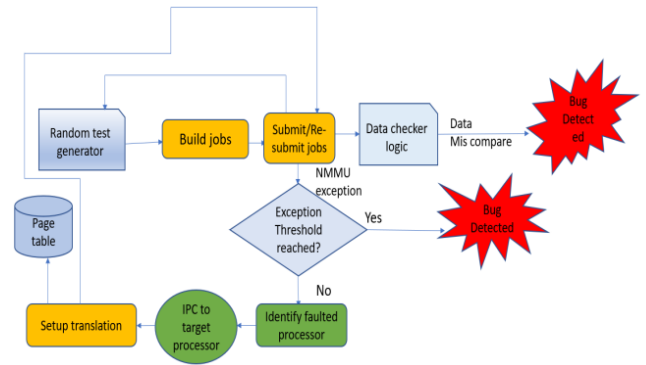 Random test
generator
Build jobs
Submit/Re-
submit jobs
Data checker
logic
Data
Mis compare
Bug
Detect
ed
NMMU
exception
Exception
Threshold
reached?
Yes
Bug
Detected
No
Page
table
Setup translation
IPC to
target
processor
Identify faulted
processor